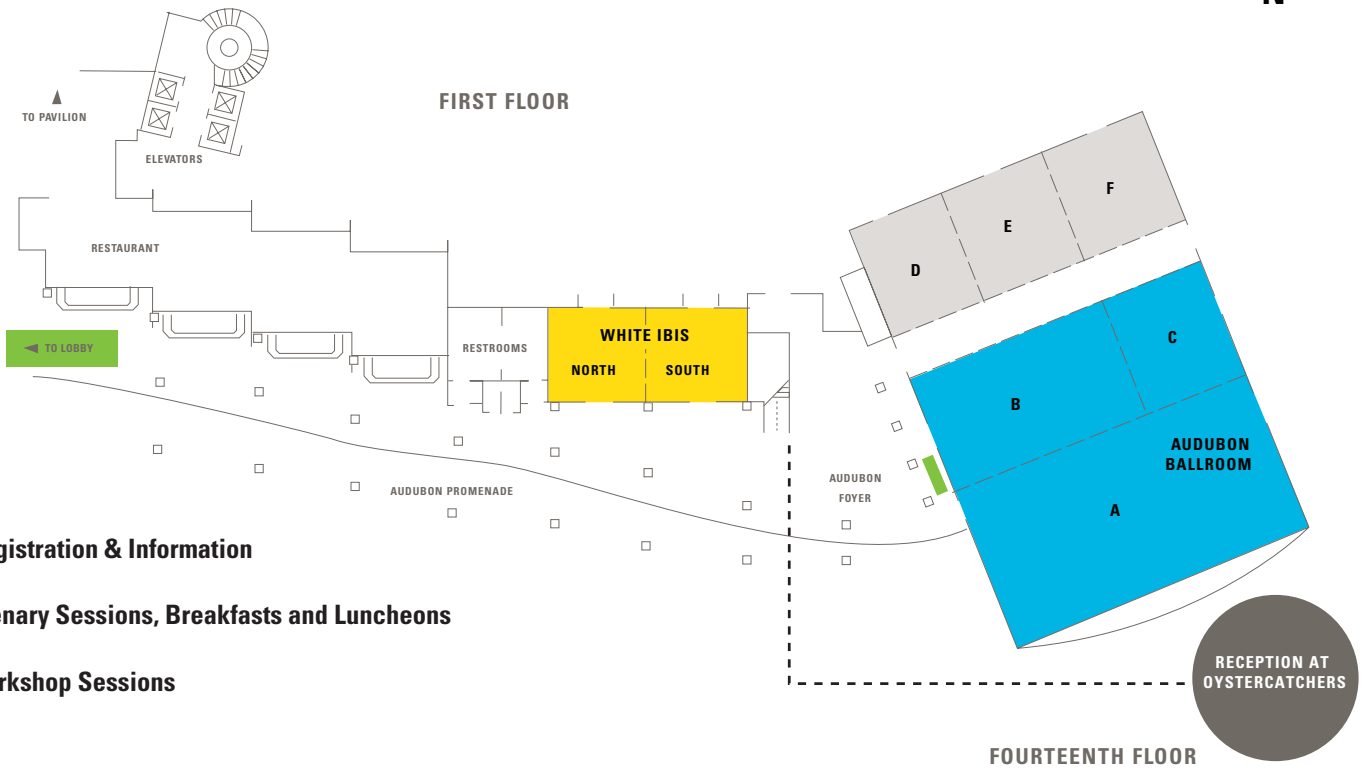 FIRST FLOOR
TO PAVILION
ELEVATORS
RESTAURANT
TO LOBBY
RESTROOMS
WHITE IBIS
NORTH SOUTH
D
E
F
C
B
AUDUBON
BALLROOM
A
AUDUBON
FOYER
AUDUBON PROMENADE
gistration & Information
enary Sessions, Breakfasts and Luncheons
rkshop Sessions
RECEPTION AT
OYSTERCATCHERS
FOURTEENTH FLOOR